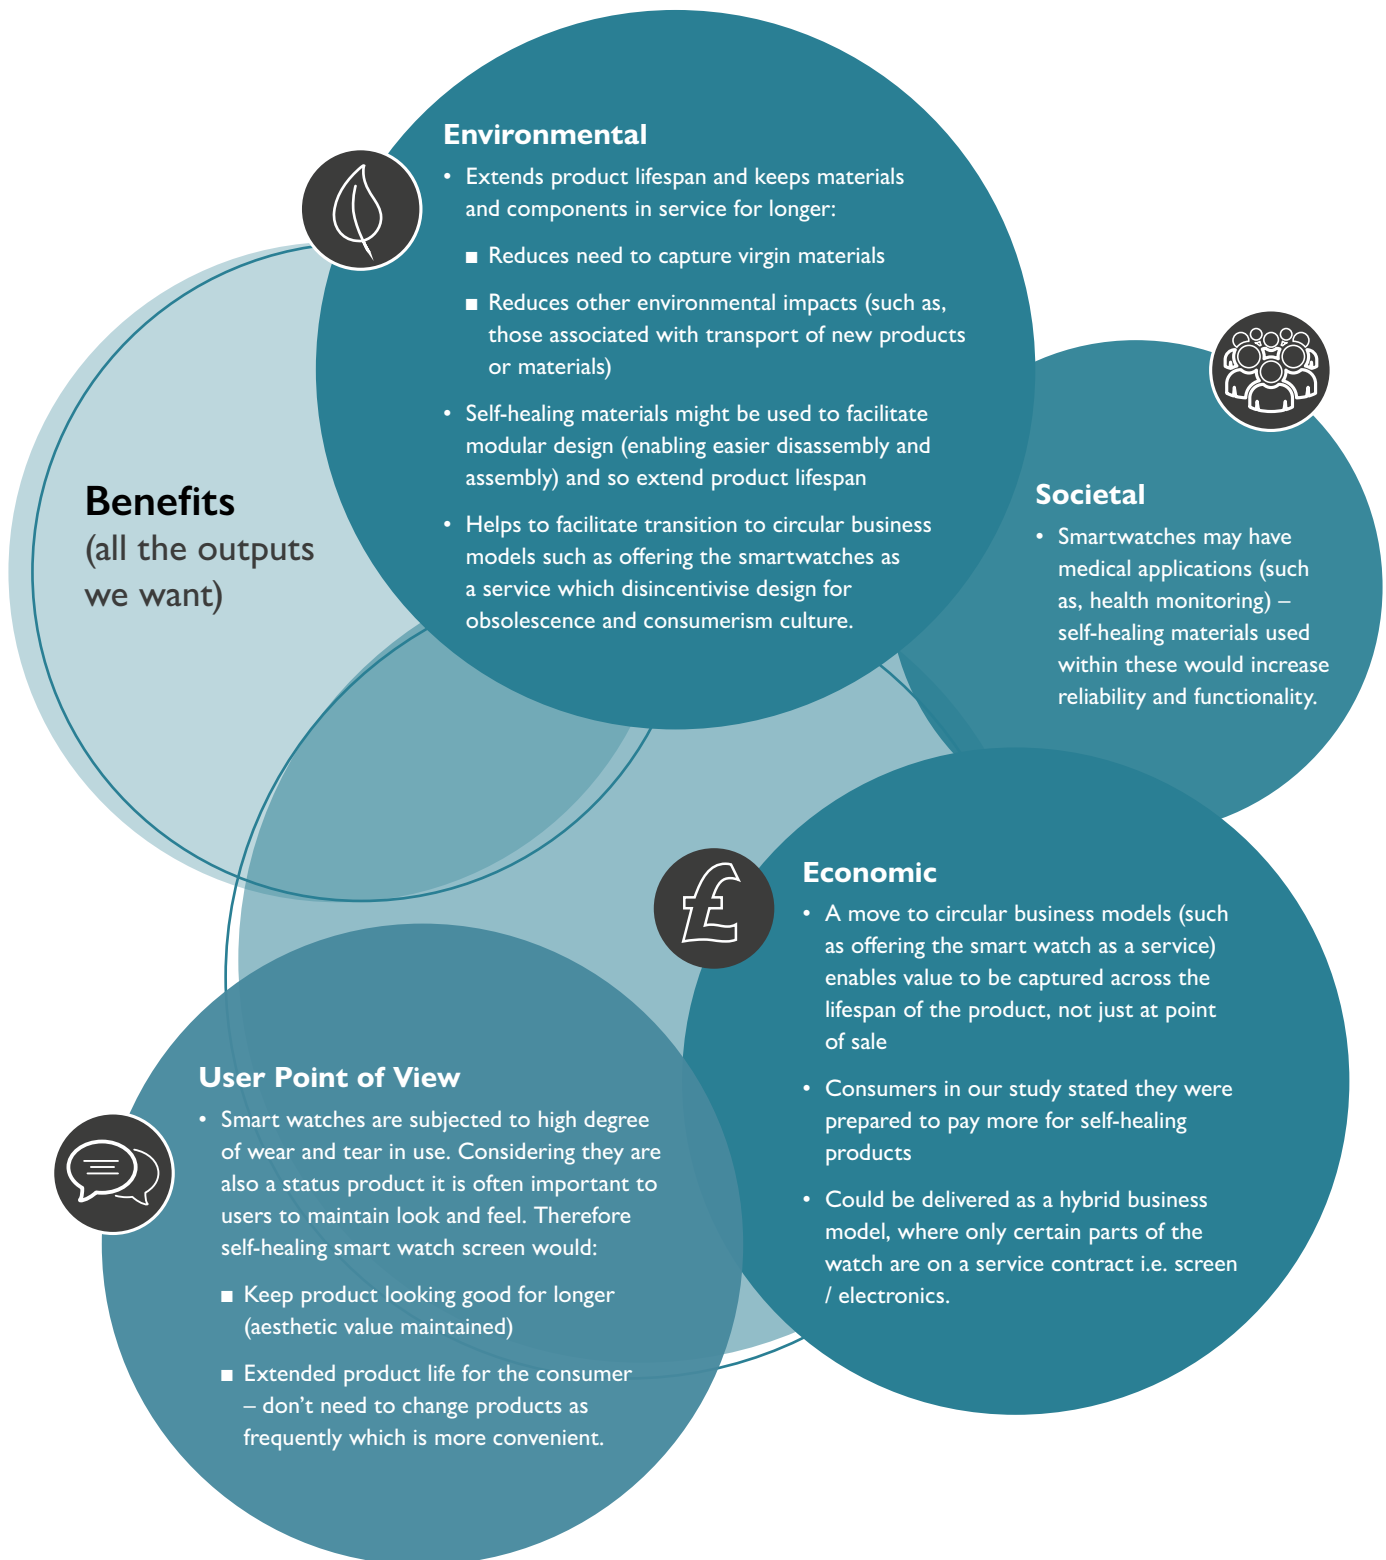 Benefits
(all the outputs
we want)
Environmental
• Extends product lifespan and keeps materials
and components in service for longer:
■ Reduces need to capture virgin materials
■ Reduces other environmental impacts (such as,
those associated with transport of new products
or materials)
• Self-healing materials might be used to facilitate
modular design (enabling easier disassembly and
assembly) and so extend product lifespan
• Helps to facilitate transition to circular business
models such as offering the smartwatches as
a service which disincentivise design for
obsolescence and consumerism culture.
Societal
• Smartwatches may have
medical applications (such
as, health monitoring) –
self-healing materials used
within these would increase
reliability and functionality.
£
Economic
• A move to circular business models (such
as offering the smart watch as a service)
enables value to be captured across the
lifespan of the product, not just at point
of sale
• Consumers in our study stated they were
prepared to pay more for self-healing
products
• Could be delivered as a hybrid business
model, where only certain parts of the
watch are on a service contract i.e. screen
/ electronics.
User Point of View
• Smart watches are subjected to high degree
of wear and tear in use. Considering they are
also a status product it is often important to
users to maintain look and feel. Therefore
self-healing smart watch screen would:
■ Keep product looking good for longer
(aesthetic value maintained)
■ Extended product life for the consumer
– don’t need to change products as
frequently which is more convenient.